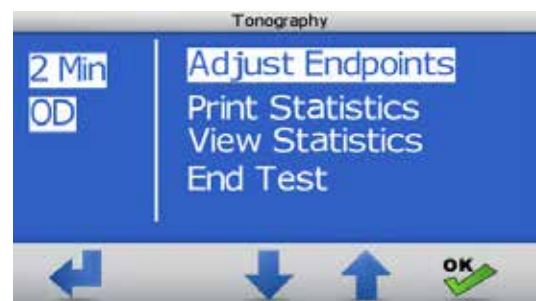 Tonography
2 Min
OD
Adjust Endpoints
Print Statistics
View Statistics
End Test
OK